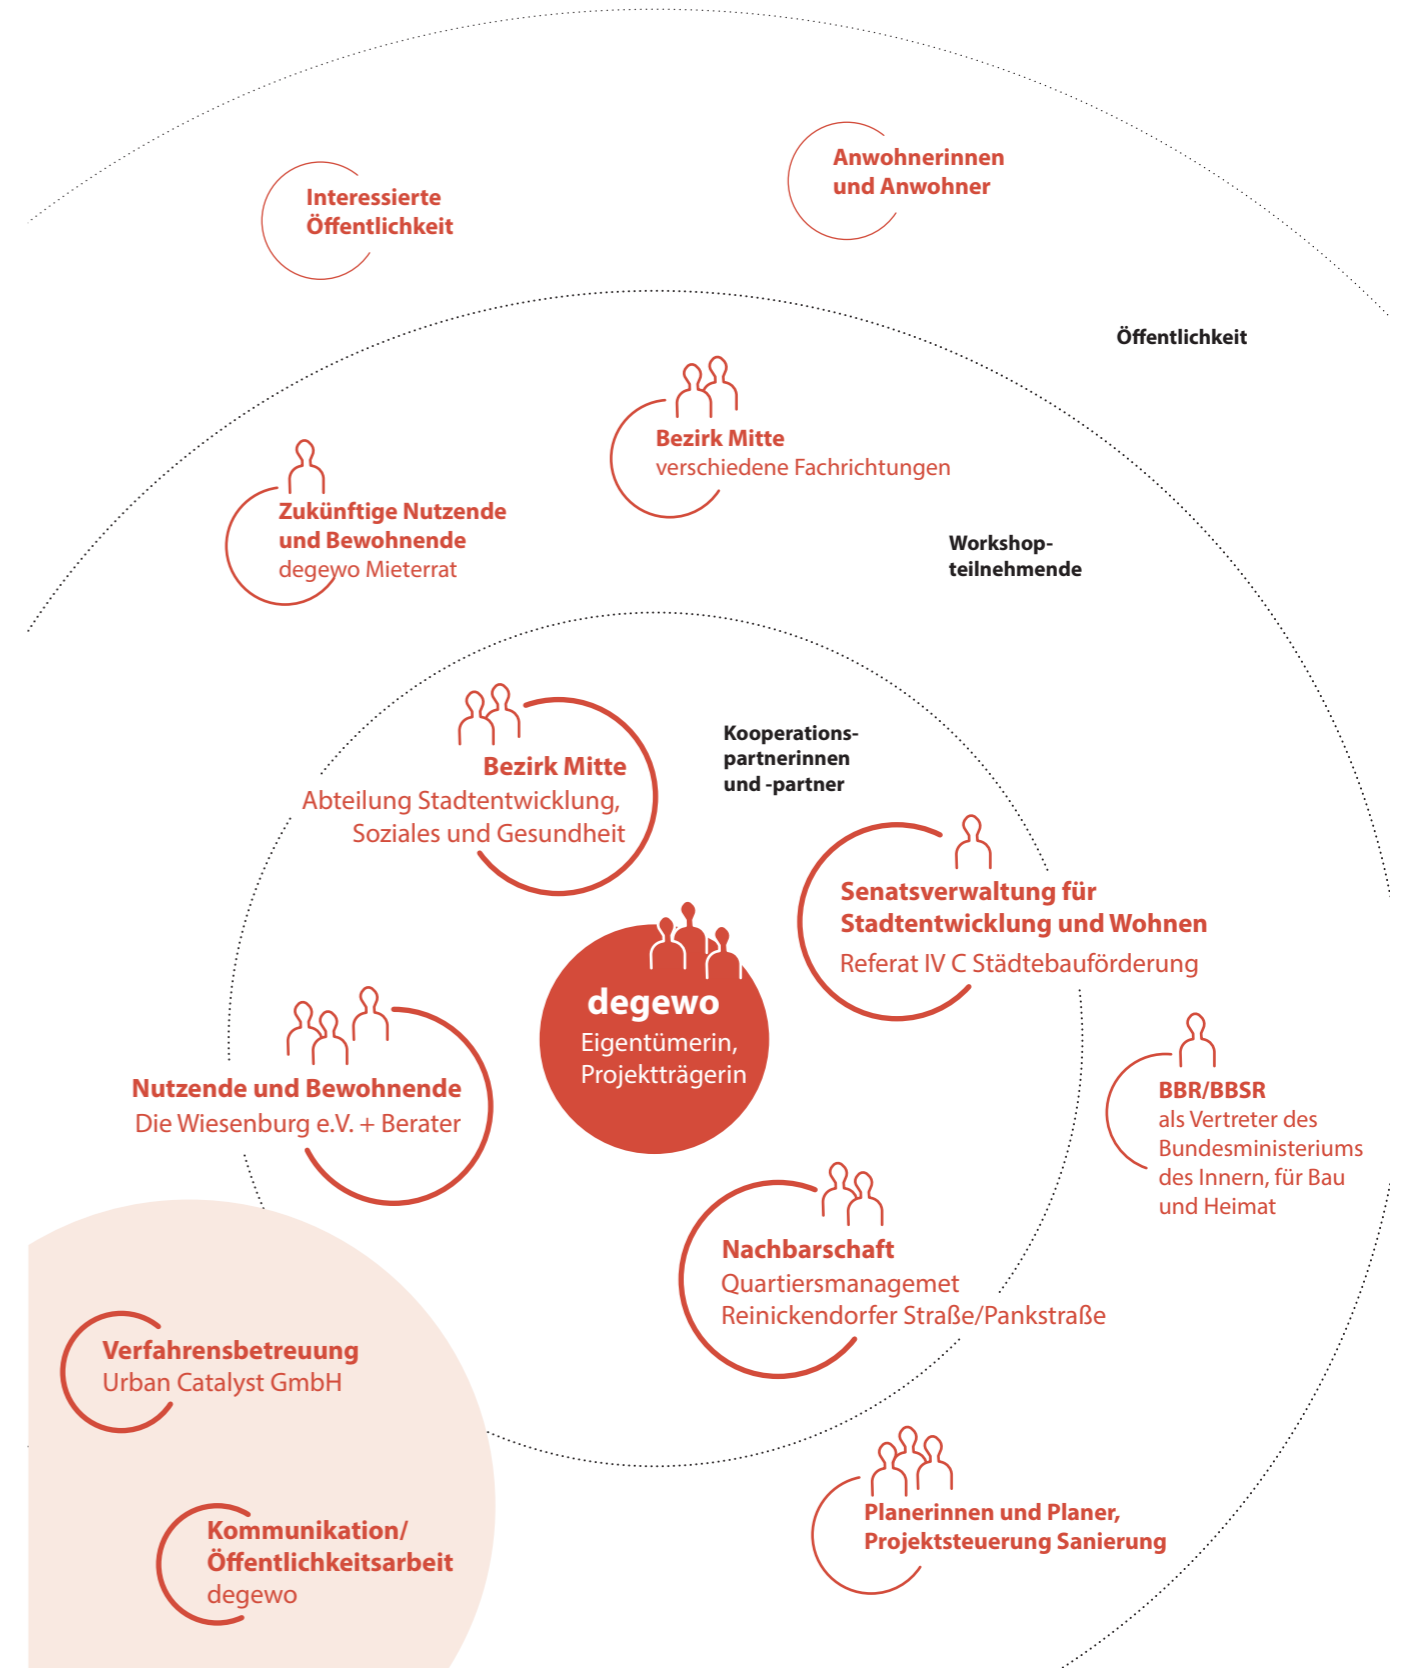 Anwohnerinnen
und Anwohner
Interessierte
Öffentlichkeit
Öffentlichkeit
Bezirk Mitte
verschiedene Fachrichtungen
Zukünftige Nutzende
und Bewohnende
degewo Mieterrat
Workshop-
teilnehmende
Kooperations-
partnerinnen
und -partner
Bezirk Mitte
Abteilung Stadtentwicklung,
Soziales und Gesundheit
Senatsverwaltung für
Stadtentwicklung und Wohnen
Referat IV C Städtebauförderung
degewo
Eigentümerin,
Projektträgerin
Nutzende und Bewohnende
Die Wiesenburg e.V. + Berater
BBR/BBSR
als Vertreter des
Bundesministeriums
des Innern, für Bau
und Heimat
Nachbarschaft
Quartiersmanagemet
Reinickendorfer Straße/Pankstraße
Verfahrensbetreuung
Urban Catalyst GmbH
Planerinnen und Planer,
Projektsteuerung Sanierung
Kommunikation/
Öffentlichkeitsarbeit
degewo